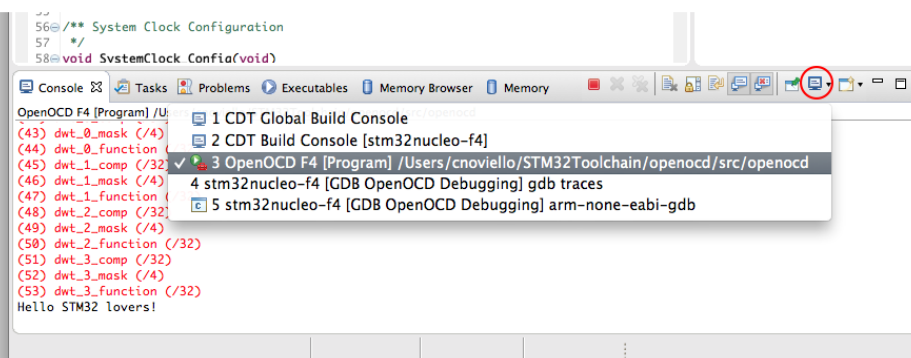 56 /** System Clock Configuration
57 */
58 void SystemClock_Config(void)
Console Tasks Problems Executables Memory Browser Memory
OpenOCD F4 [Program] /U
1 CDT Global Build Console
2 CDT Build Console [stm32nucleo-f4]
3 OpenOCD F4 [Program] /Users/cnoviello/STM32Toolchain/openocd/src/openocd
4 stm32nucleo-f4 [GDB OpenOCD Debugging] gdb traces
5 stm32nucleo-f4 [GDB OpenOCD Debugging] arm-none-eabi-gdb
(43) dwt_0_mask (/4)
(44) dwt_0_function (
(45) dwt_1_comp (/32)
(46) dwt_1_mask (/4)
(47) dwt_1_function (
(48) dwt_2_comp (/32)
(49) dwt_2_mask (/4)
(50) dwt_2_function (/32)
(51) dwt_3_comp (/32)
(52) dwt_3_mask (/4)
(53) dwt_3_function (/32)
Hello STM32 lovers!